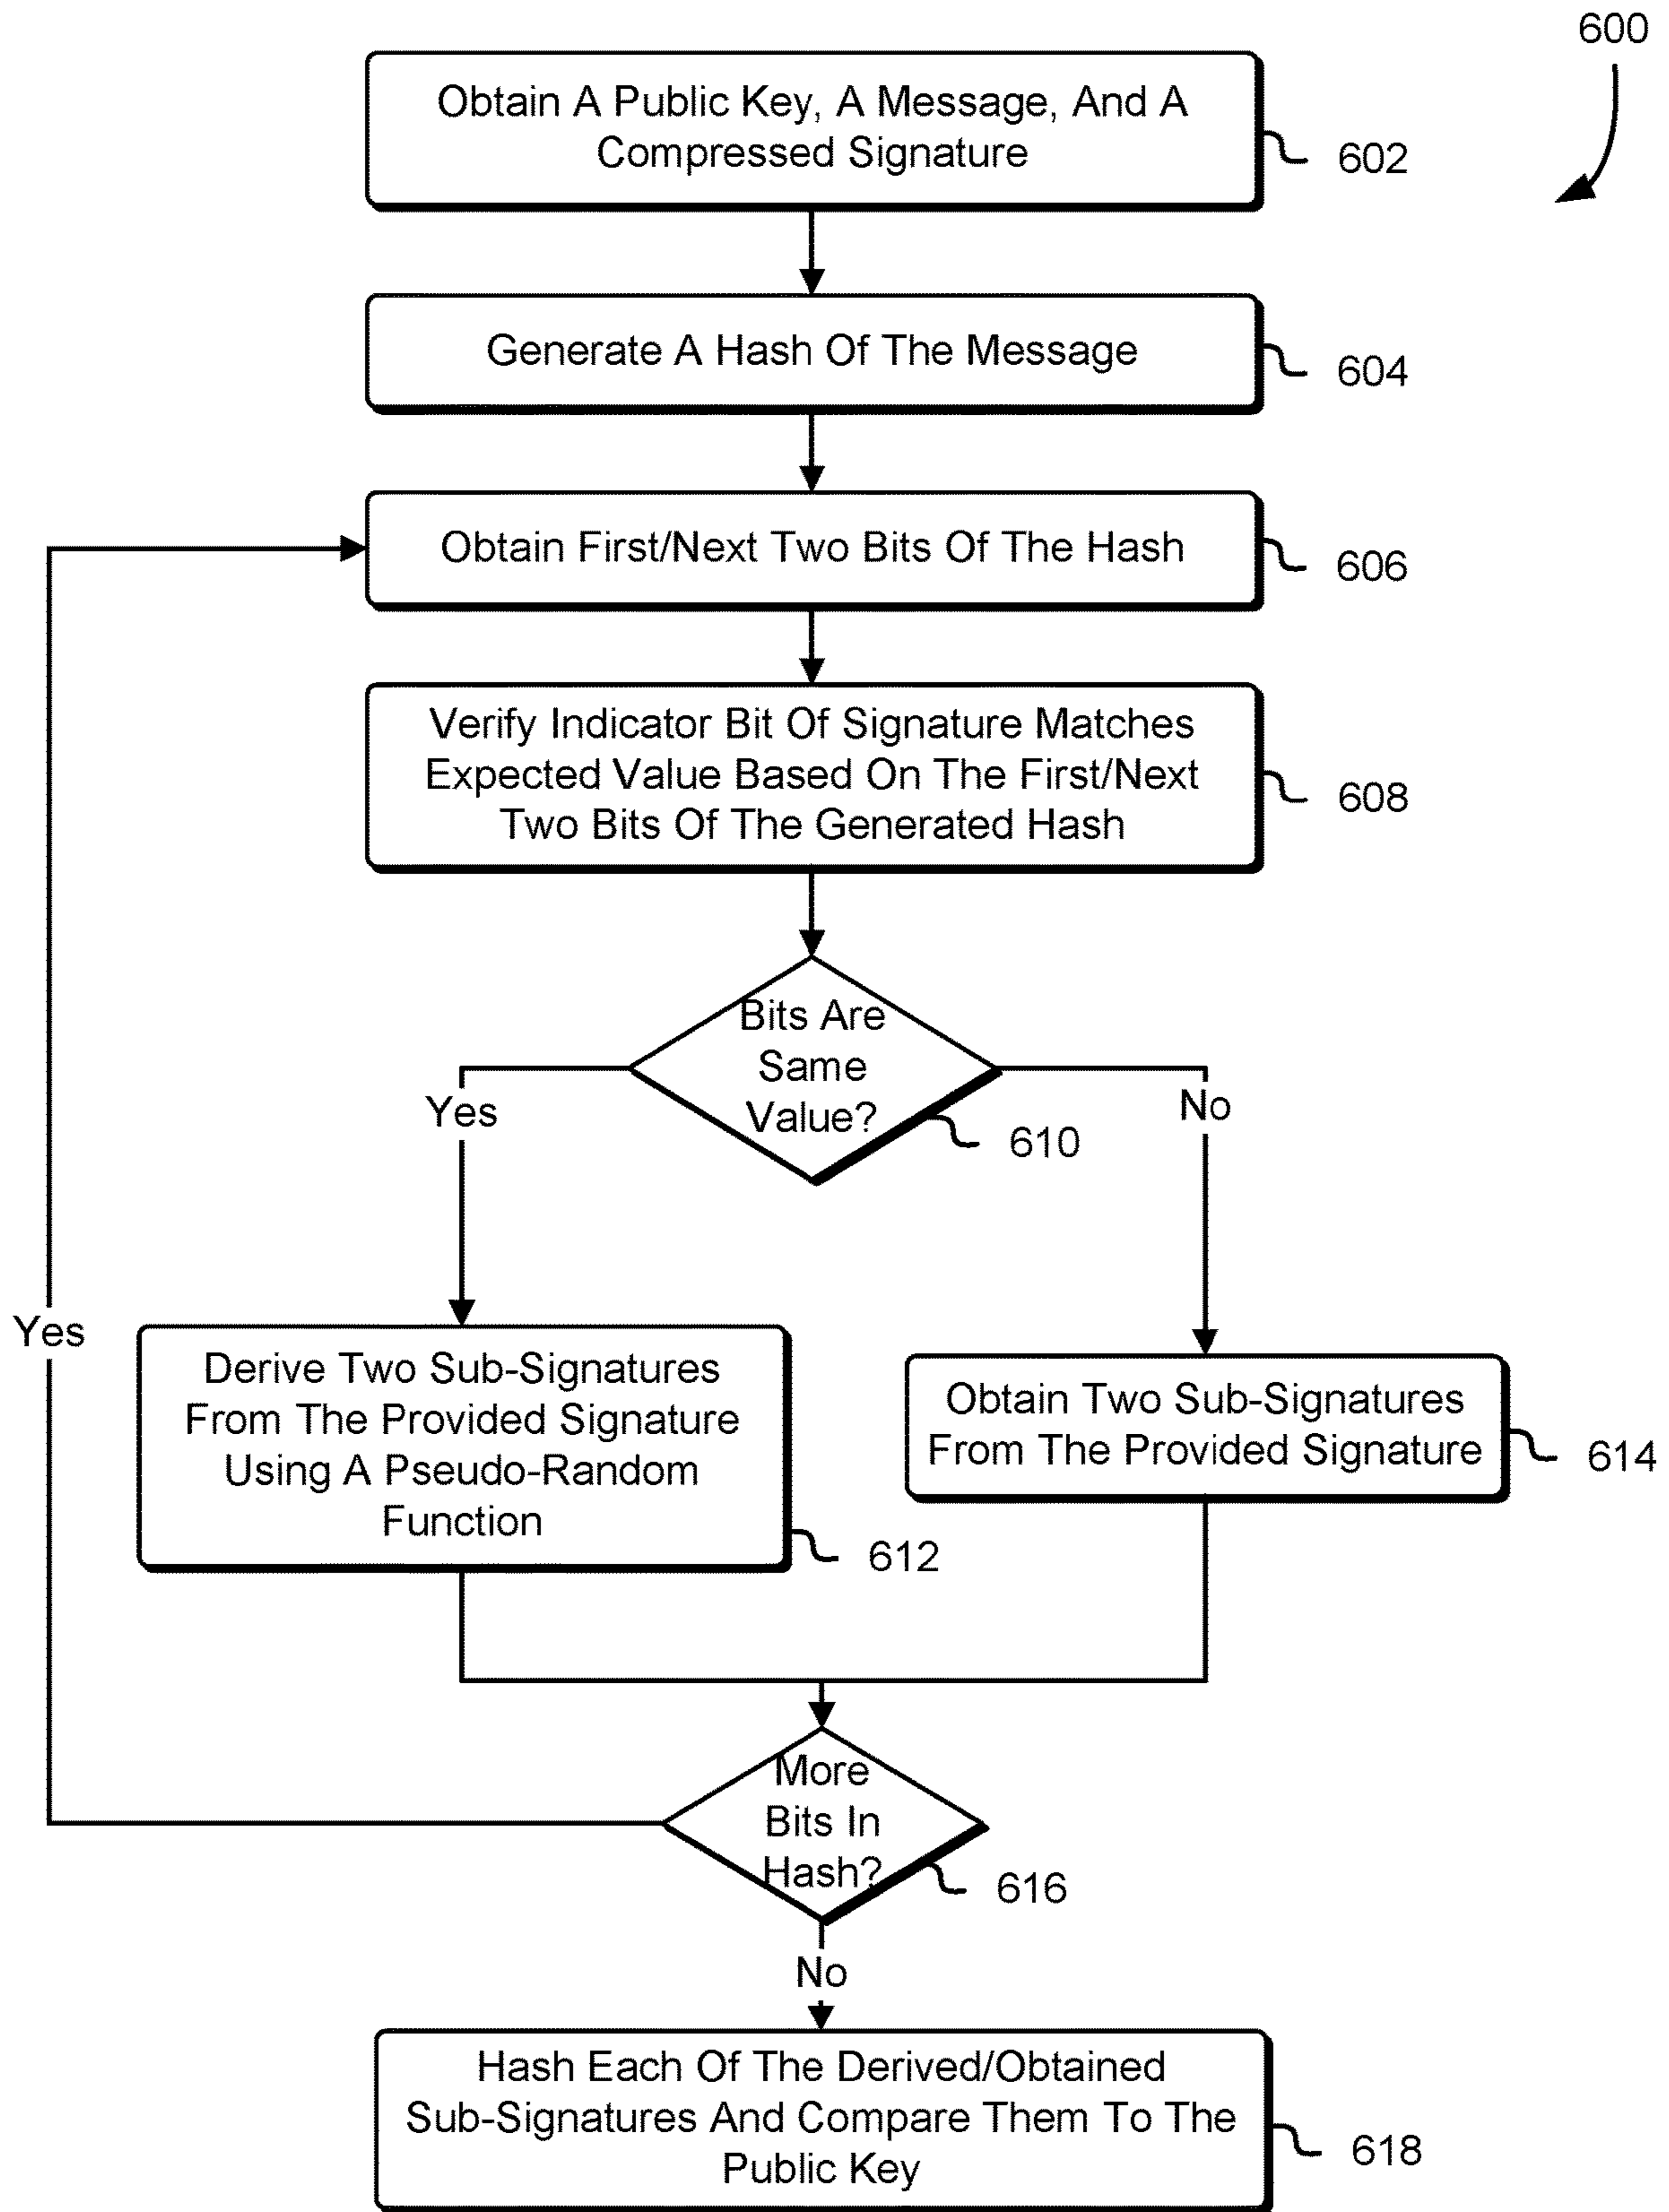 600
Obtain A Public Key, A Message, And A
Compressed Signature
602
Generate A Hash Of The Message
604
Obtain First/Next Two Bits Of The Hash
606
Verify Indicator Bit Of Signature Matches
Expected Value Based On The First/Next
Two Bits Of The Generated Hash
608
Bits Are
Same
Value?
610
Yes
No
Yes
Derive Two Sub-Signatures
From The Provided Signature
Using A Pseudo-Random
Function
612
Obtain Two Sub-Signatures
From The Provided Signature
614
More
Bits In
Hash?
616
No
Hash Each Of The Derived/Obtained
Sub-Signatures And Compare Them To The
Public Key
618